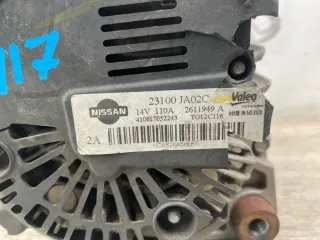 117
NISSAN
23100 JA02C
Valeo
14V 110A
2611949 A
MADE IN MEXICO
410617052243
TG12C116
2A